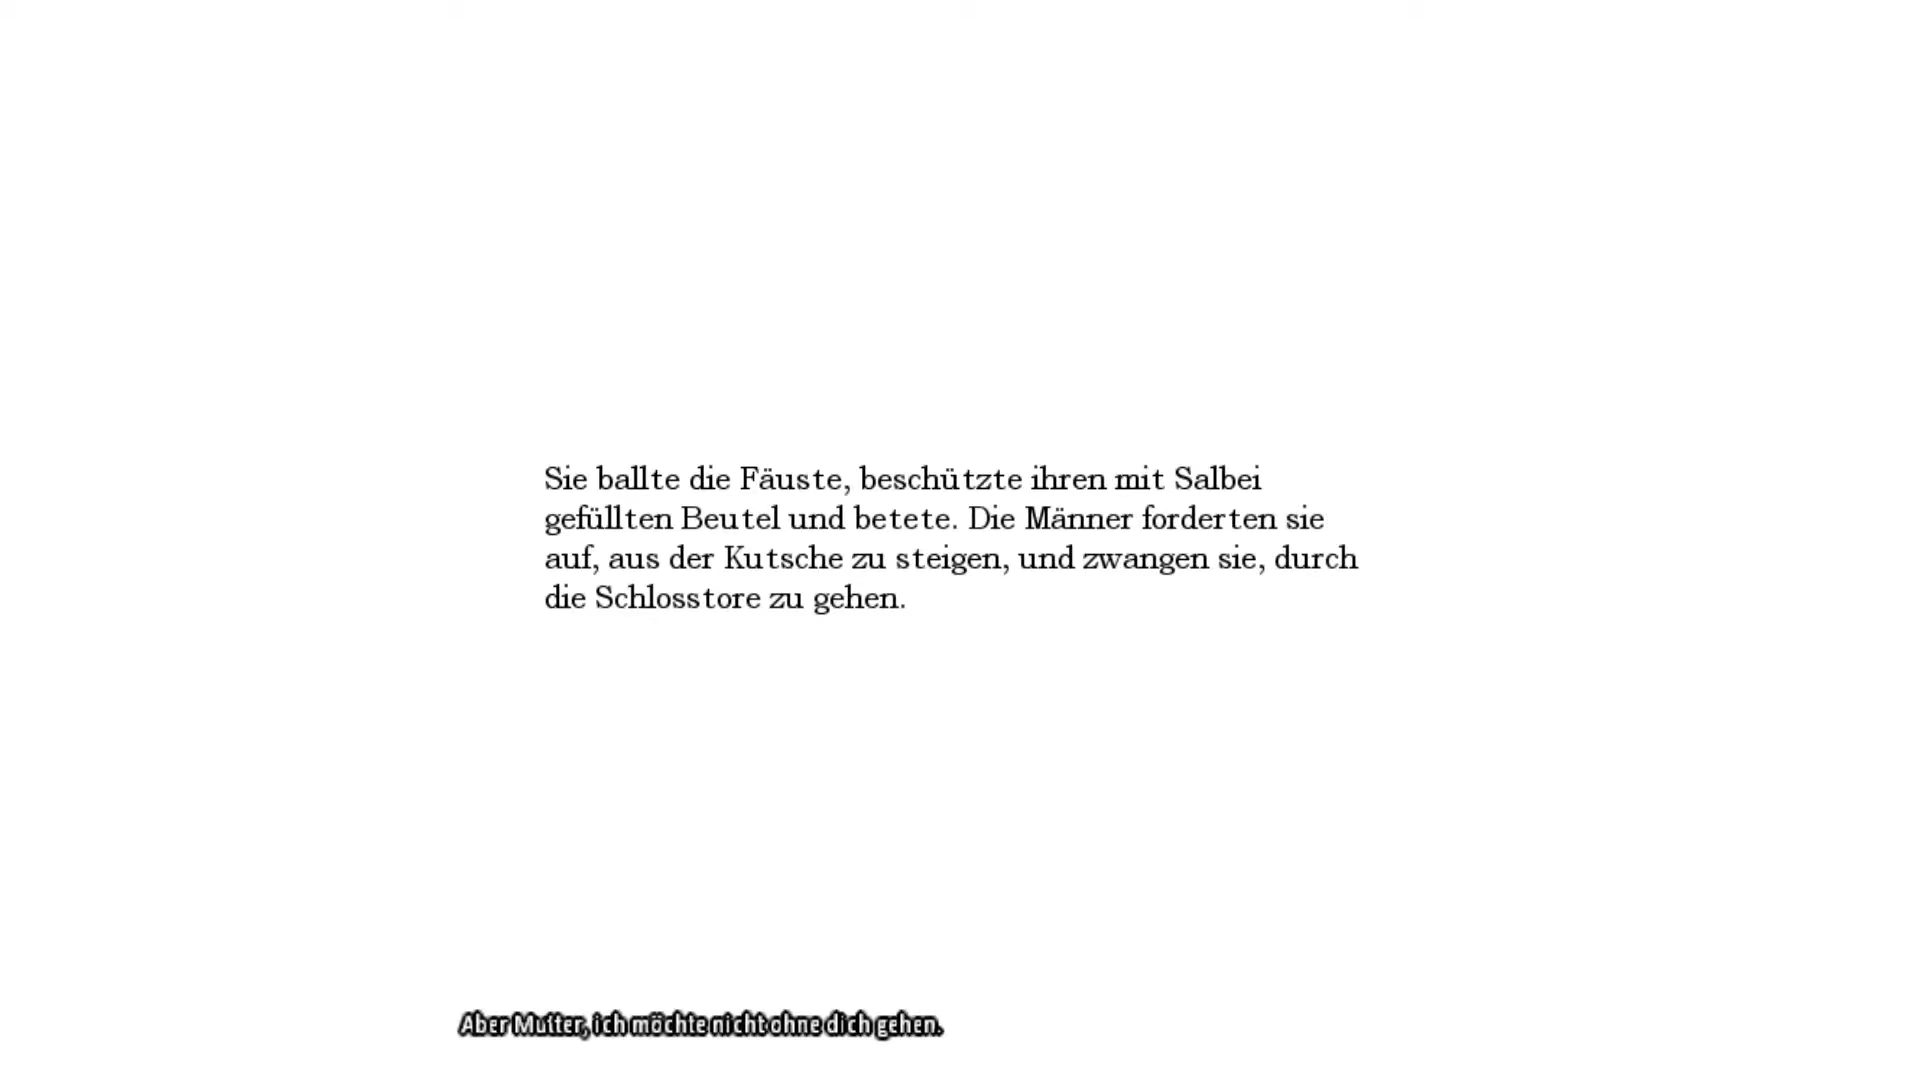 Sie ballte die Fäuste, beschützte ihren mit Salbei
gefüllten Beutel und betete. Die Männer forderten sie
auf, aus der Kutsche zu steigen, und zwangen sie, durch
die Schlosstore zu gehen.
Aber Mutter, ich möchte nicht ohne dich gehen.